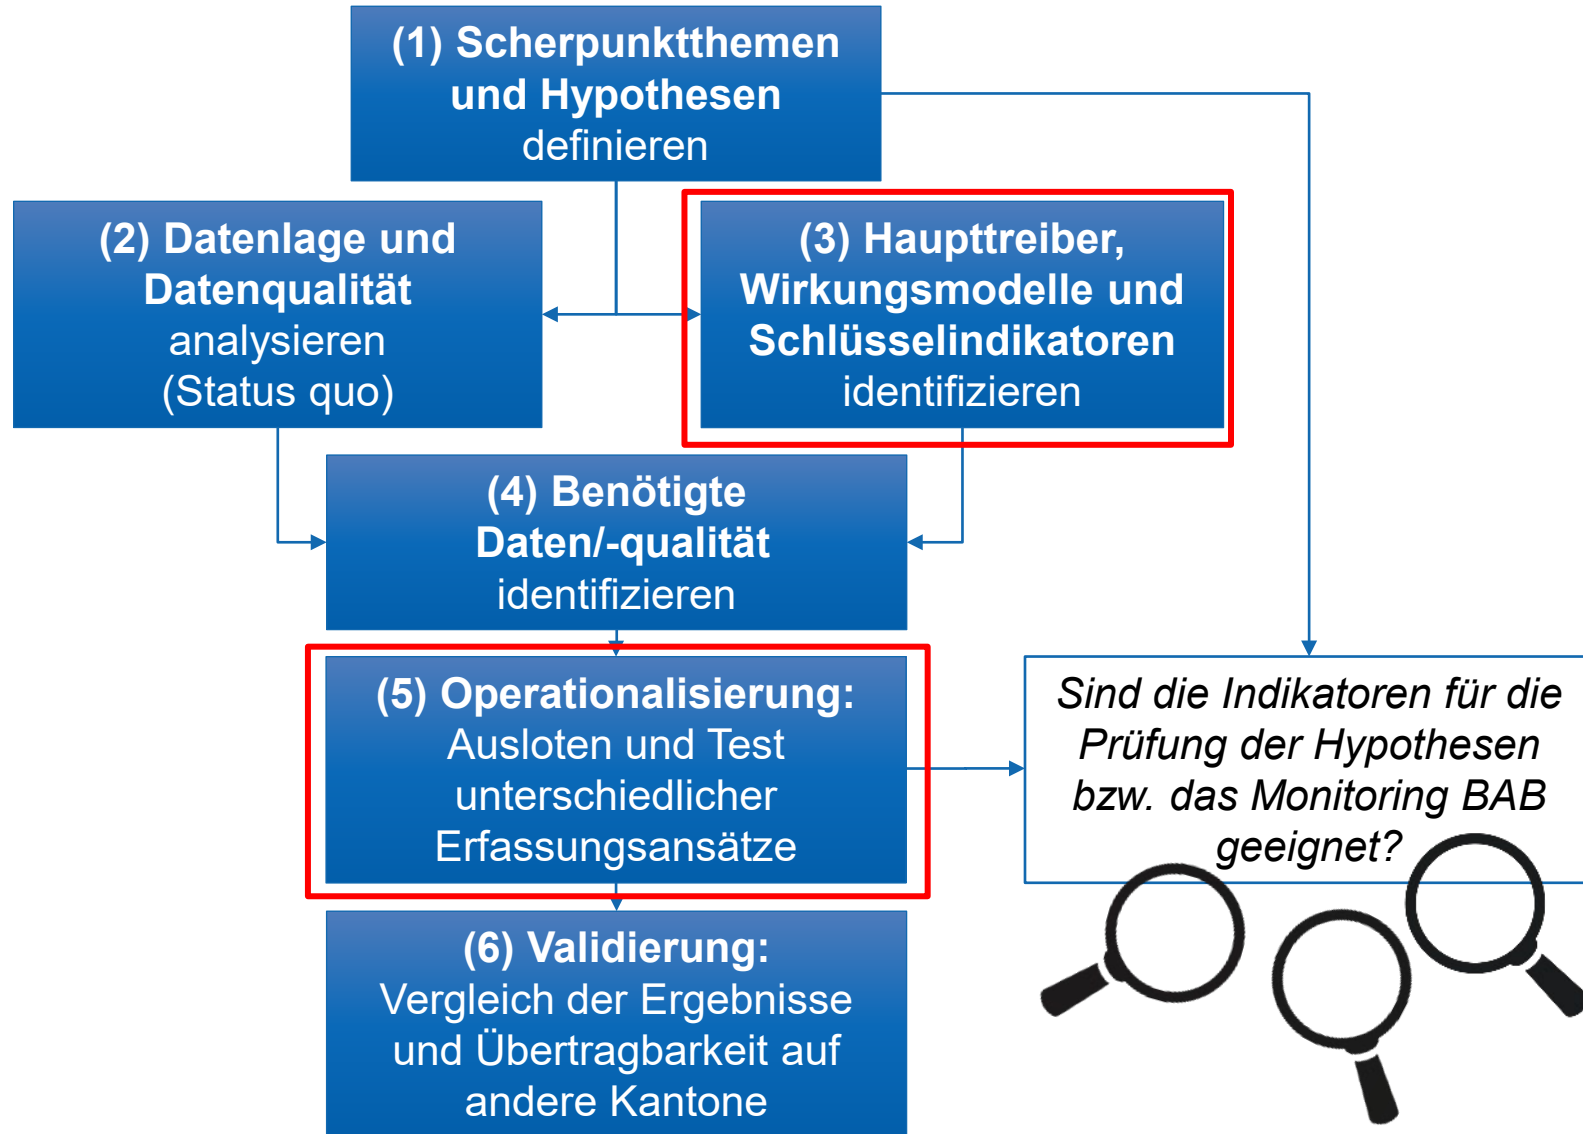 (1) Scherpunktthemen
und Hypothesen
definieren
(2) Datenlage und
Datenqualität
analysieren
(Status quo)
(3) Haupttreiber,
Wirkungsmodelle und
Schlüsselindikatoren
identifizieren
(4) Benötigte
Daten/-qualität
identifizieren
(5) Operationalisierung:
Ausloten und Test
unterschiedlicher
Erfassungsansätze
Sind die Indikatoren für die
Prüfung der Hypothesen
bzw. das Monitoring BAB
geeignet?
(6) Validierung:
Vergleich der Ergebnisse
und Übertragbarkeit auf
andere Kantone